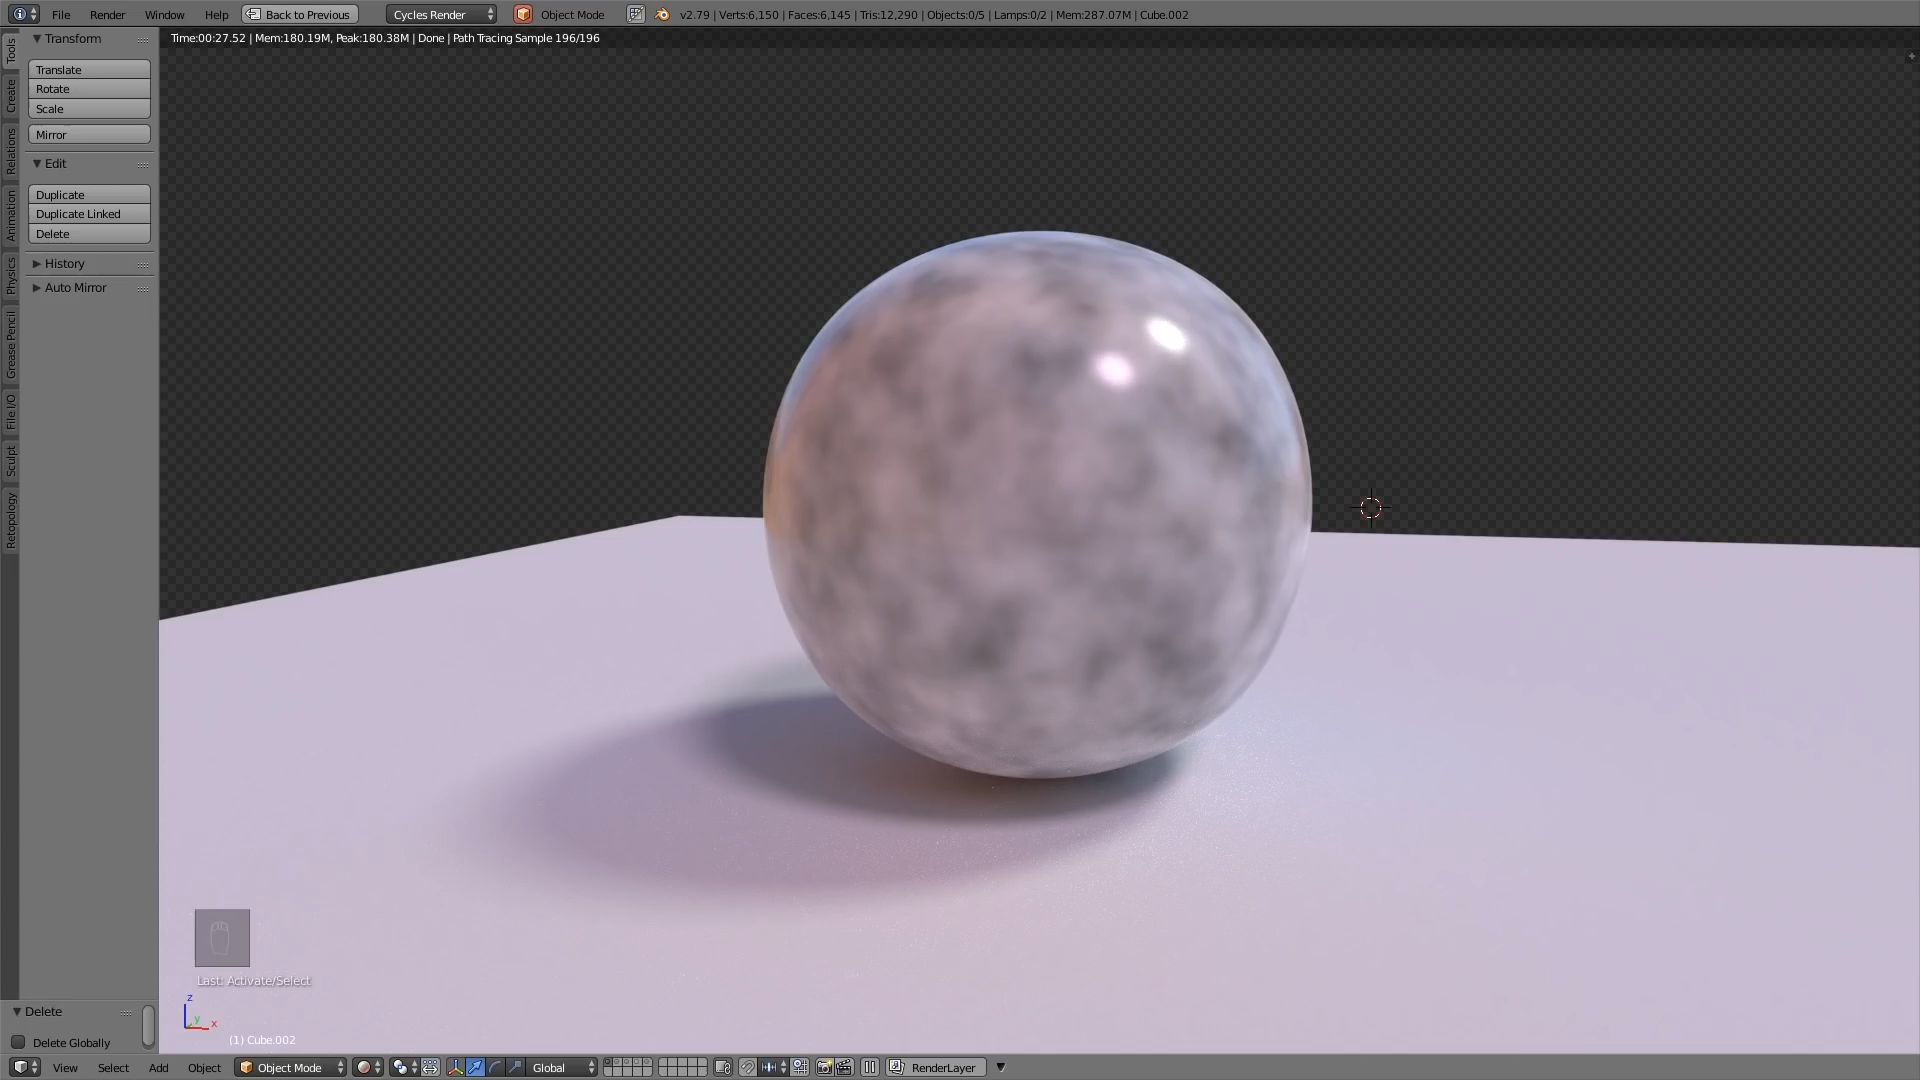 File Render Window Help Back to Previous Cycles Render Object Mode v2.79 | Verts:6,150 | Faces:6,145 | Tris:12,290 | Objects:0/5 | Lamps:0/2 | Mem:287.07M | Cube.002
Time:00:27.52 | Mem:180.19M, Peak:180.38M | Done | Path Tracing Sample 196/196
Tools
Create
Relations
Animation
Physics
Grease Pencil
File I/O
Sculpt
Retopology
Transform
Translate
Rotate
Scale
Mirror
Edit
Duplicate
Duplicate Linked
Delete
History
Auto Mirror
Last: Activate/Select
z
y
x
(1) Cube.002
Delete
Delete Globally
View Select Add Object Object Mode Global RenderLayer